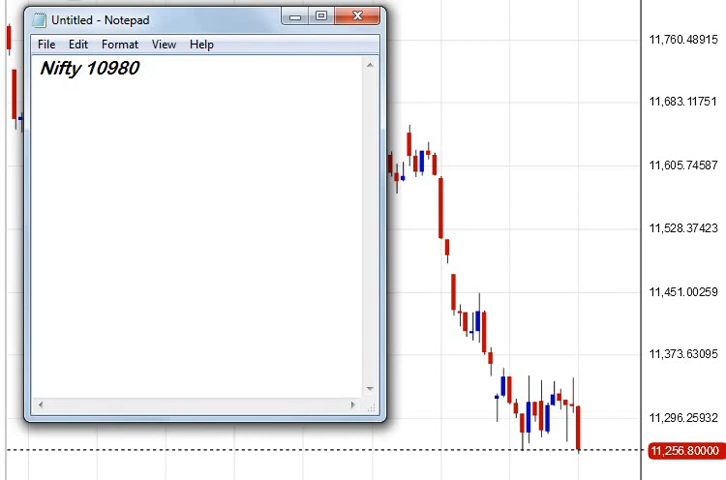 Untitled - Notepad
File Edit Format View Help
Nifty 10980
11,760.48915
11,683.11751
11,605.74587
11,528.37423
11,451.00259
11,373.63095
11,296.25932
11,256.80000